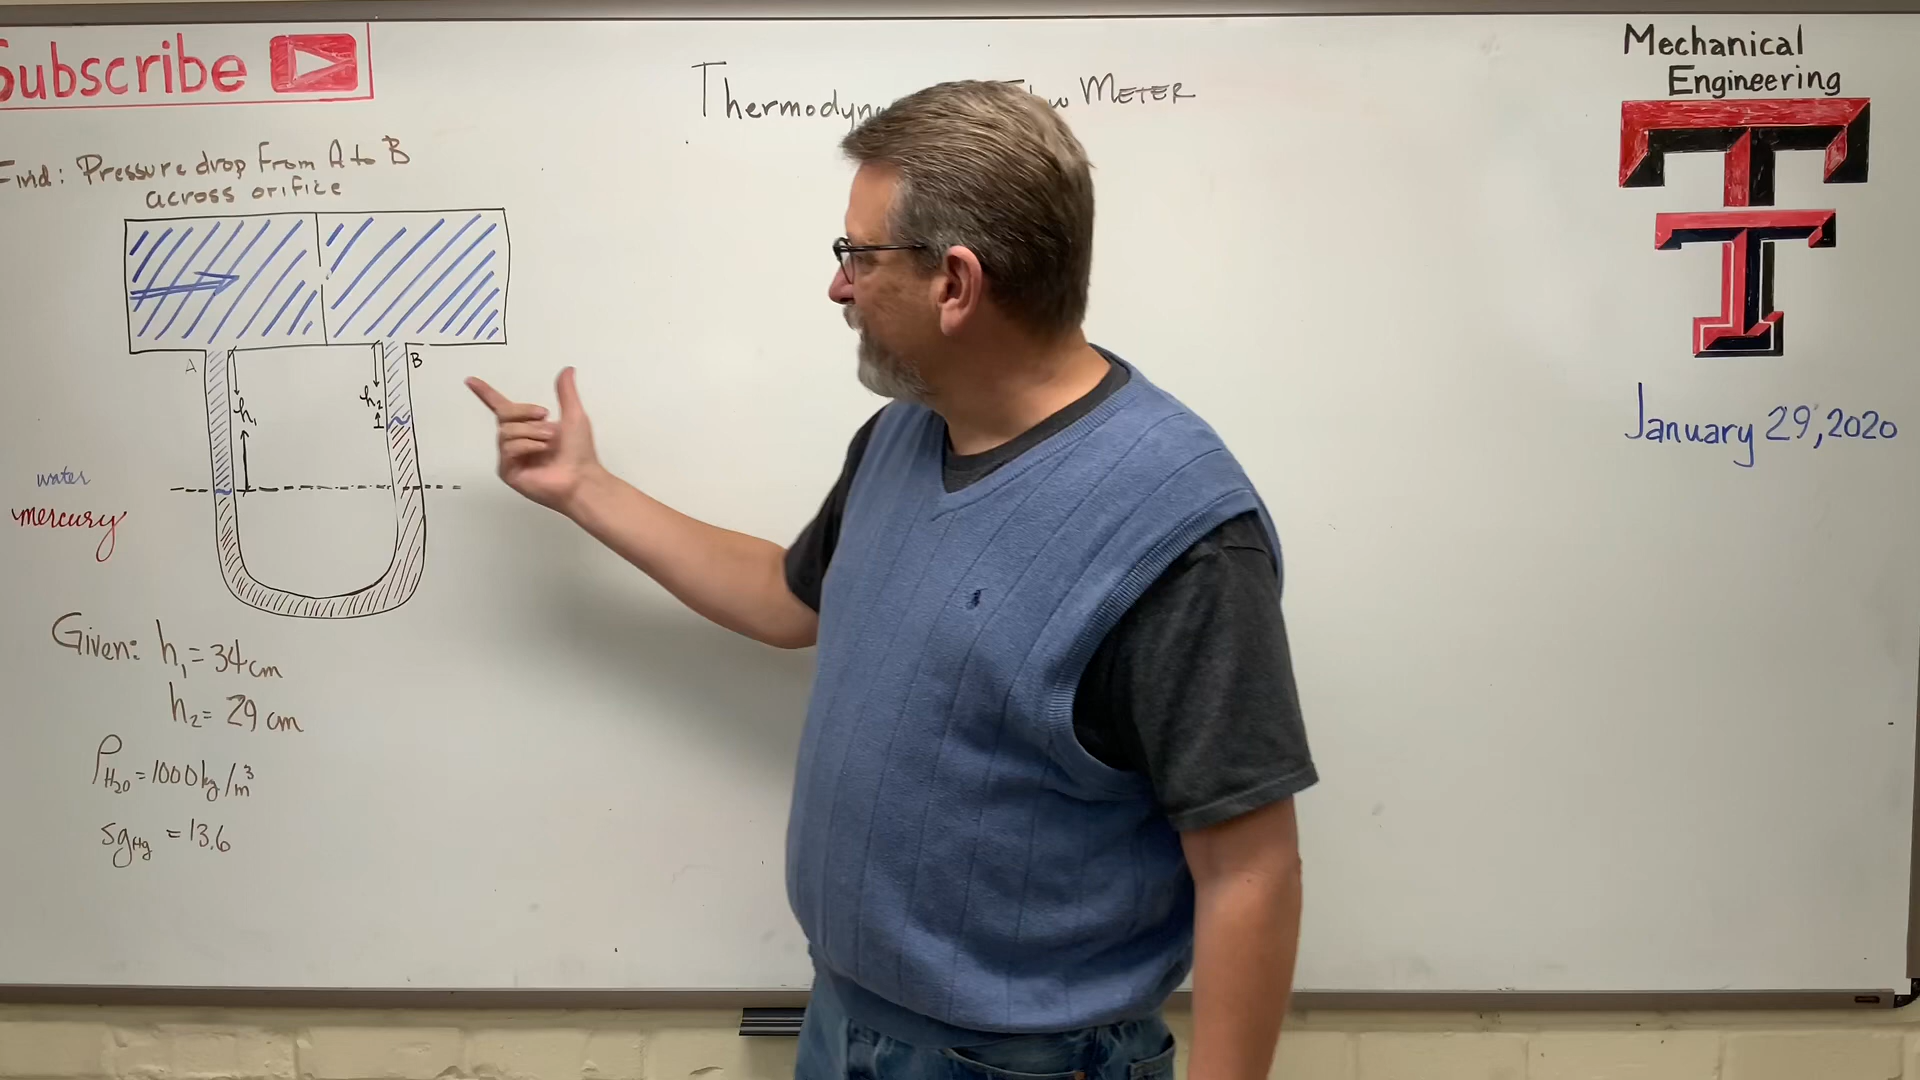 Subscribe
Thermodyn
METER
Mechanical
Engineering
Find: Pressure drop From A to B
across orifice
A
B
h₁
h₂
water
mercury
Given: h₁ = 34 cm
h₂ = 29 cm
ρH₂O = 1000 kg/m³
sgHg = 13.6
TT
January 29, 2020